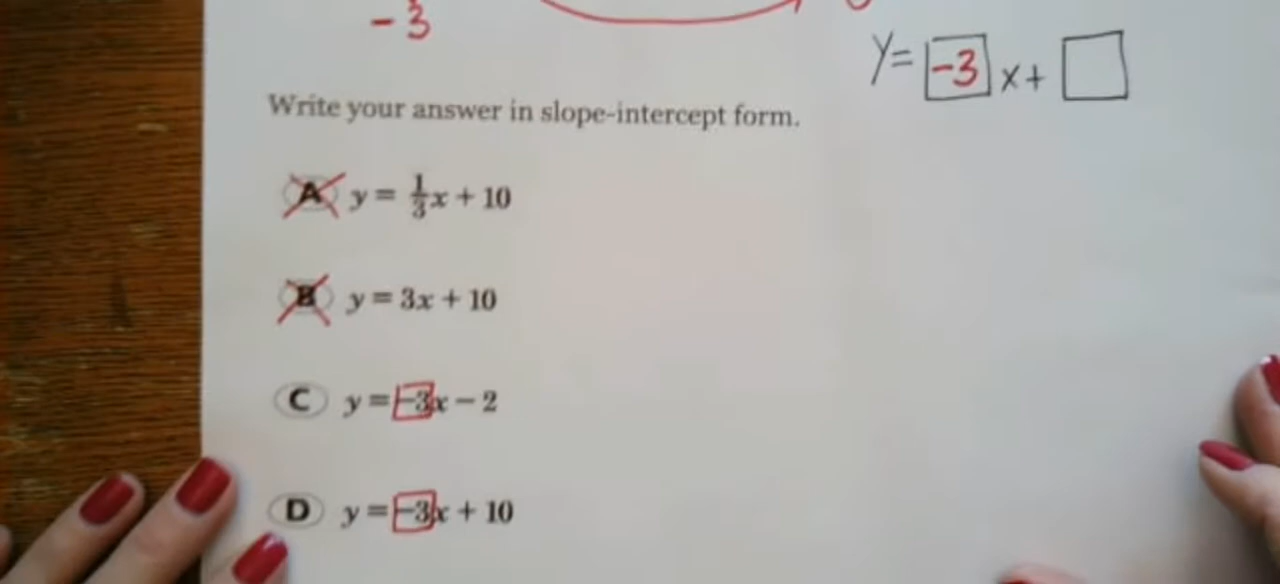 -3
y = -3 x +
Write your answer in slope-intercept form.
A y = 1/3x + 10
B y = 3x + 10
C y = -3x - 2
D y = -3x + 10